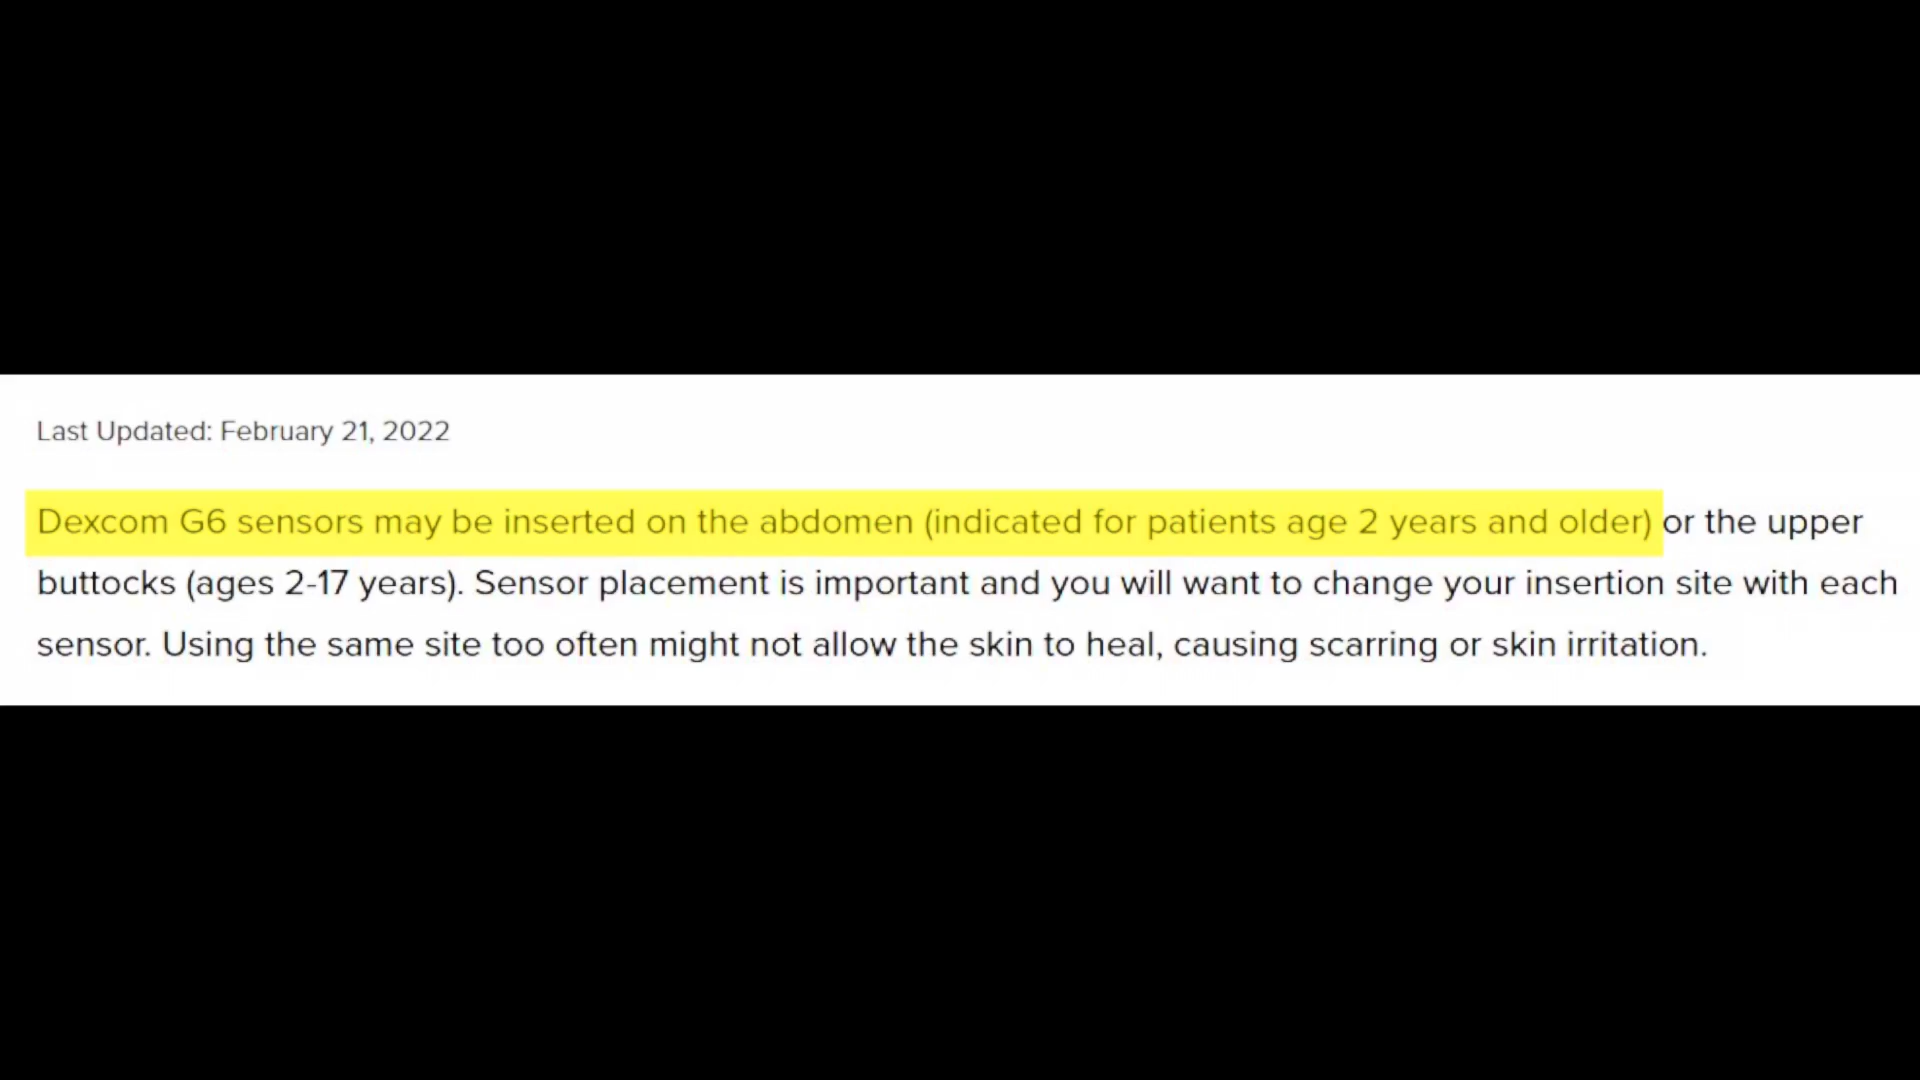 Last Updated: February 21, 2022
Dexcom G6 sensors may be inserted on the abdomen (indicated for patients age 2 years and older) or the upper
buttocks (ages 2-17 years). Sensor placement is important and you will want to change your insertion site with each
sensor. Using the same site too often might not allow the skin to heal, causing scarring or skin irritation.